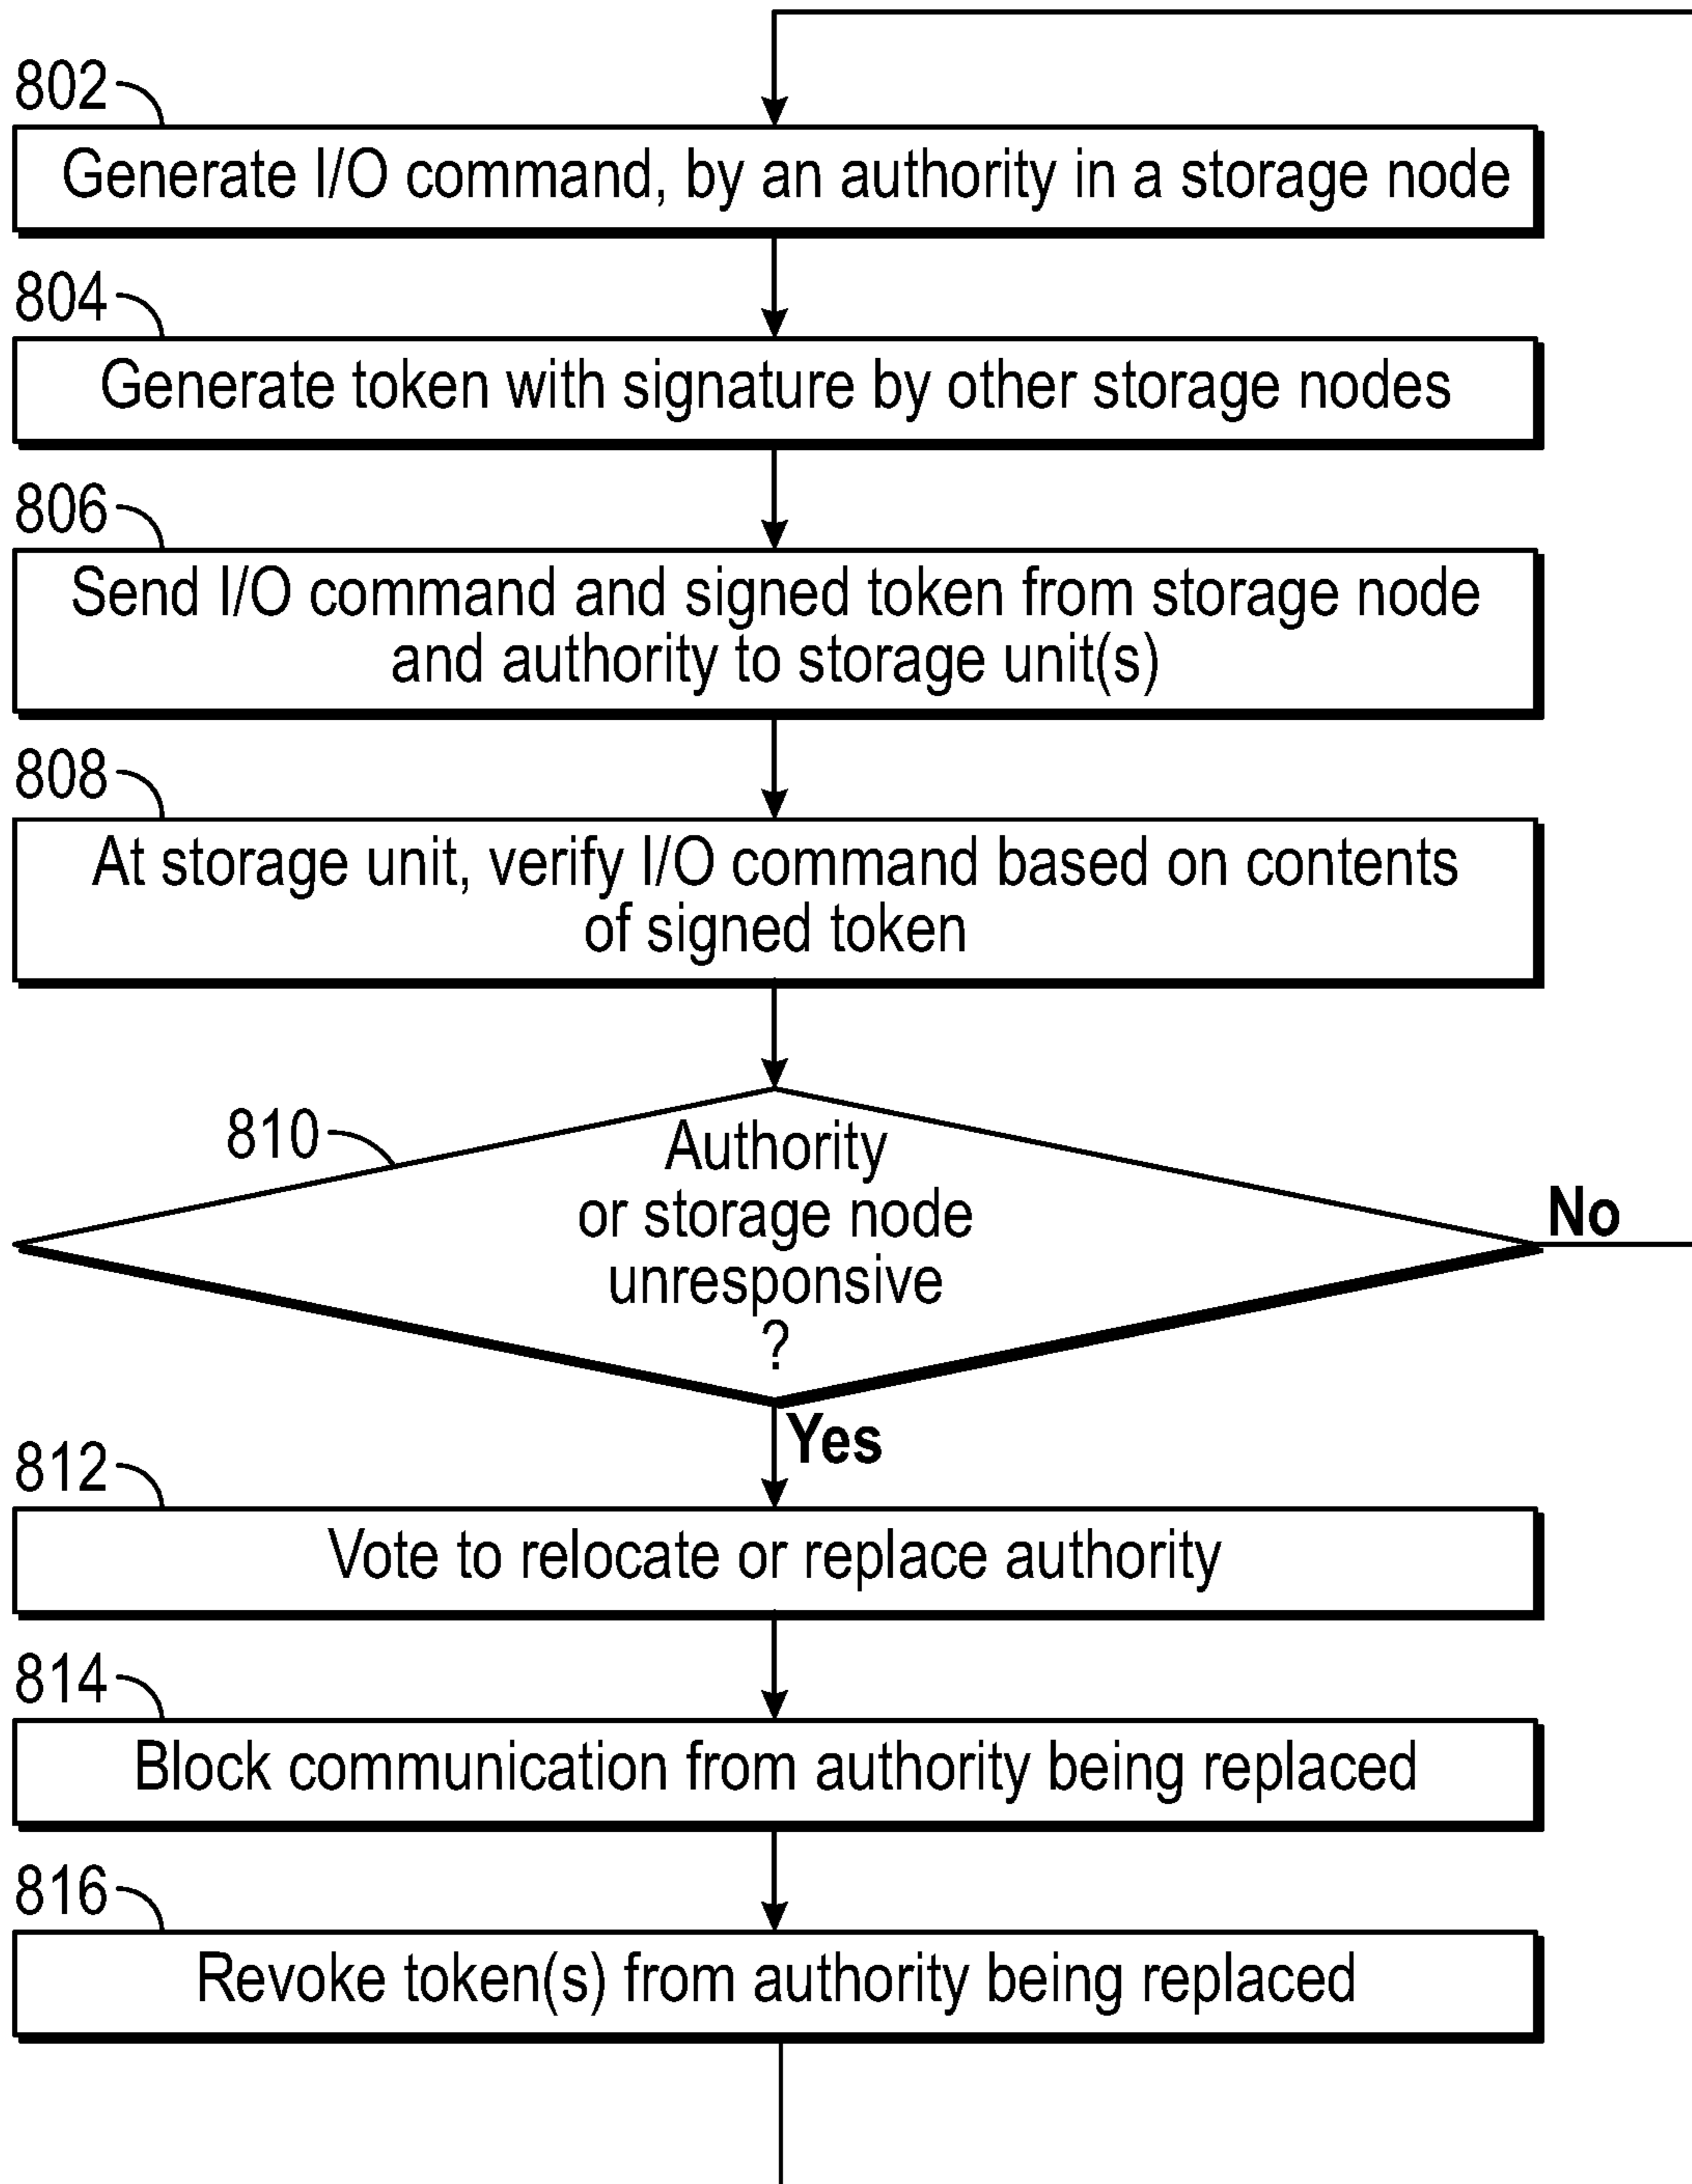 802
Generate I/O command, by an authority in a storage node
804
Generate token with signature by other storage nodes
806
Send I/O command and signed token from storage node
and authority to storage unit(s)
808
At storage unit, verify I/O command based on contents
of signed token
810
Authority
or storage node
unresponsive
?
No
Yes
812
Vote to relocate or replace authority
814
Block communication from authority being replaced
816
Revoke token(s) from authority being replaced